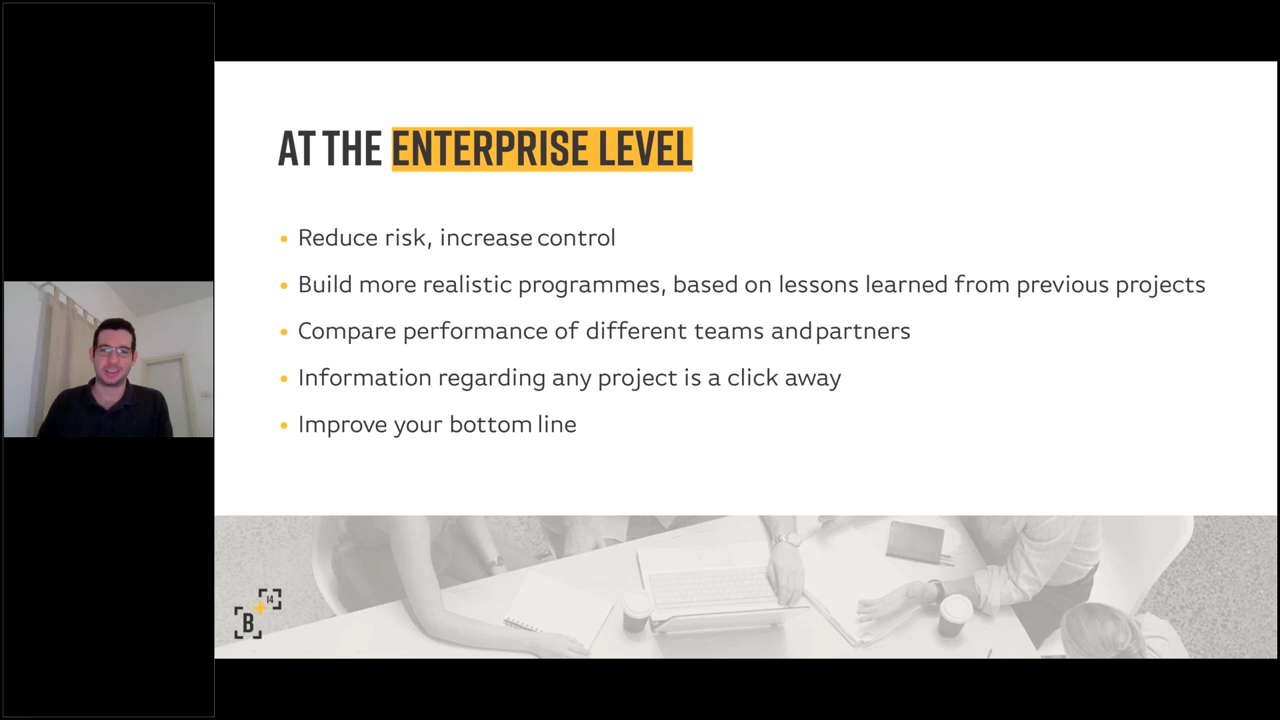 AT THE ENTERPRISE LEVEL
• Reduce risk, increase control
• Build more realistic programmes, based on lessons learned from previous projects
• Compare performance of different teams and partners
• Information regarding any project is a click away
• Improve your bottom line
14
B